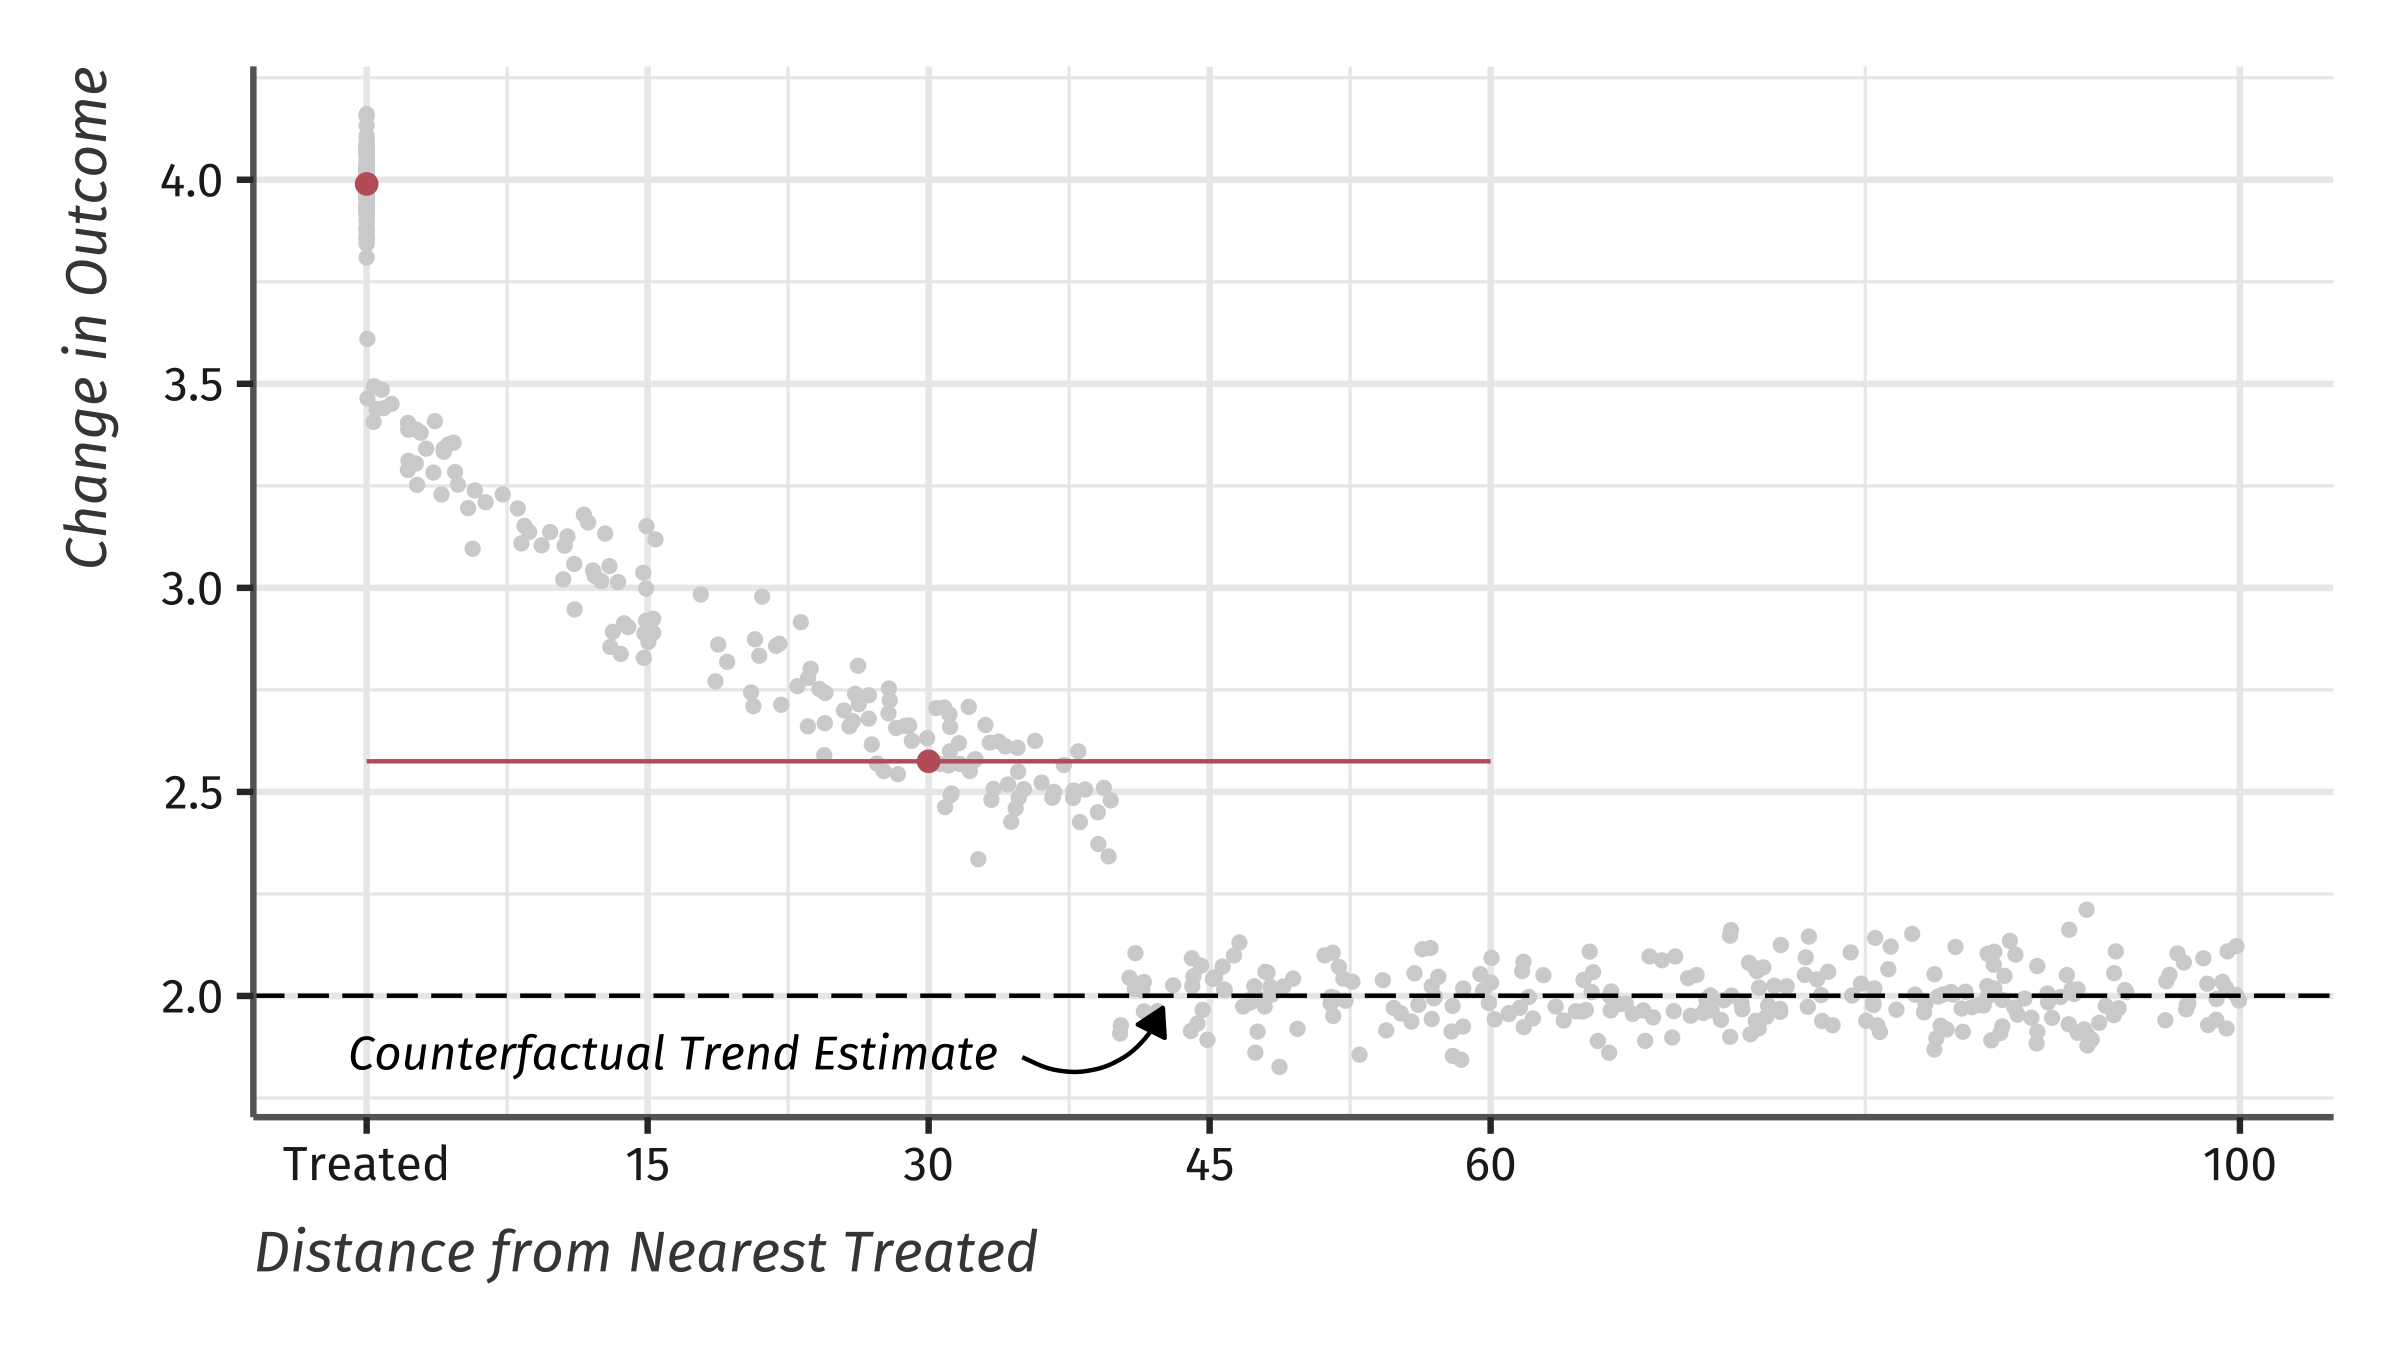 Change in Outcome
4.0
3.5
3.0
2.5
2.0
Counterfactual Trend Estimate
Treated 15 30 45 60 100
Distance from Nearest Treated